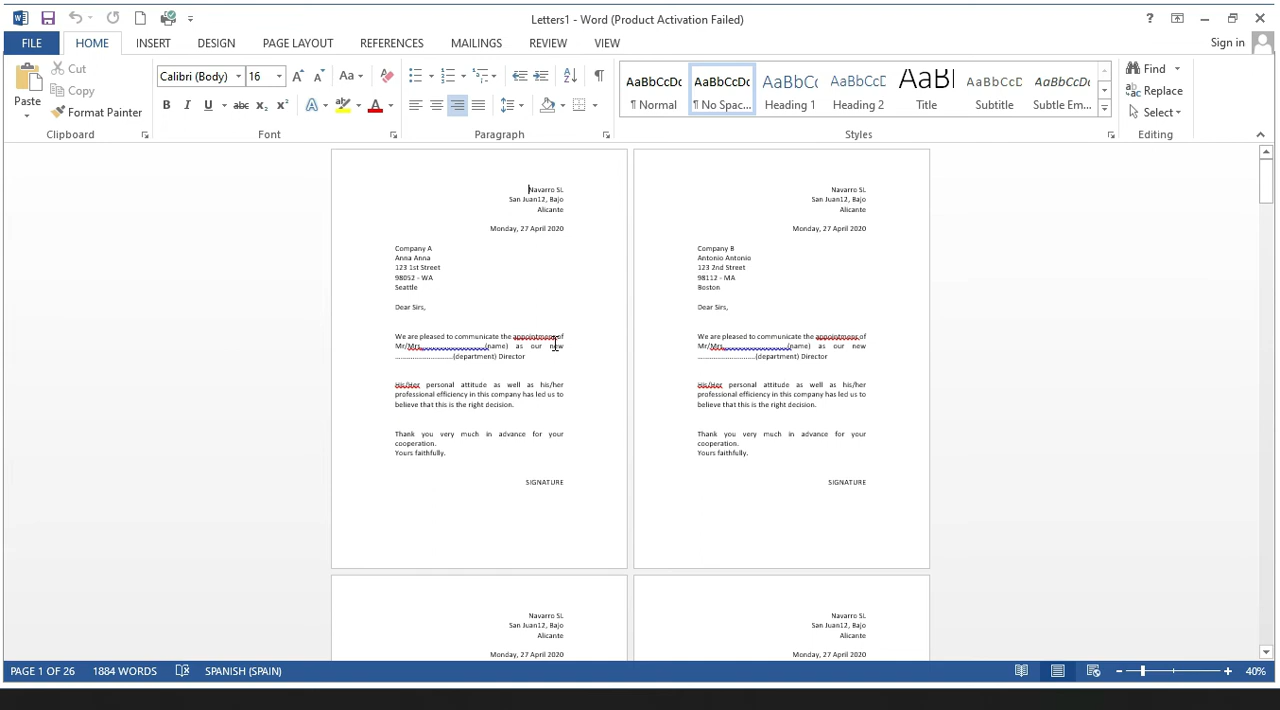 Letters1 - Word (Product Activation Failed)
?
FILE
HOME
INSERT
DESIGN
PAGE LAYOUT
REFERENCES
MAILINGS
REVIEW
VIEW
Sign in
Paste
Cut
Copy
Format Painter
Clipboard
Calibri (Body)
16
Aa
B I U abc X₂ X²
A A
Font
Paragraph
AaBbCcDc
¶ Normal
AaBbCcDc
¶ No Spac...
AaBbCc
Heading 1
AaBbCcD
Heading 2
AaBl
Title
AaBbCcD
Subtitle
AaBbCcDc
Subtle Em...
Styles
Find
Replace
Select
Editing
Navarro SL
San Juan12, Bajo
Alicante
Monday, 27 April 2020
Company A
Anna Anna
123 1st Street
98052 - WA
Seattle
Dear Sirs,
We are pleased to communicate the appointmens of
Mr/Mrs..........................(name) as our new
..............................(department) Director
His/Her personal attitude as well as his/her
professional efficiency in this company has led us to
believe that this is the right decision.
Thank you very much in advance for your
cooperation.
Yours faithfully.
SIGNATURE
Navarro SL
San Juan12, Bajo
Alicante
Monday, 27 April 2020
Company B
Antonio Antonio
123 2nd Street
98112 - MA
Boston
Dear Sirs,
We are pleased to communicate the appointmens of
Mr/Mrs..........................(name) as our new
..............................(department) Director
His/Her personal attitude as well as his/her
professional efficiency in this company has led us to
believe that this is the right decision.
Thank you very much in advance for your
cooperation.
Yours faithfully.
SIGNATURE
Navarro SL
San Juan12, Bajo
Alicante
Monday, 27 April 2020
Navarro SL
San Juan12, Bajo
Alicante
Monday, 27 April 2020
PAGE 1 OF 26
1884 WORDS
SPANISH (SPAIN)
40%